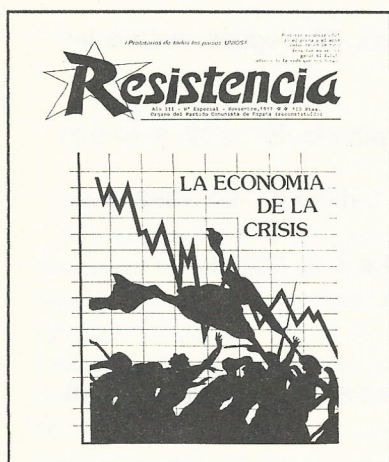 ¡Proletarios de todos los países UNIOS!
Resistencia
Año III - Nº Especial - Noviembre, 
Organo del Partido Comunista de España (reconstituido)
LA ECONOMIA
DE LA
CRISIS